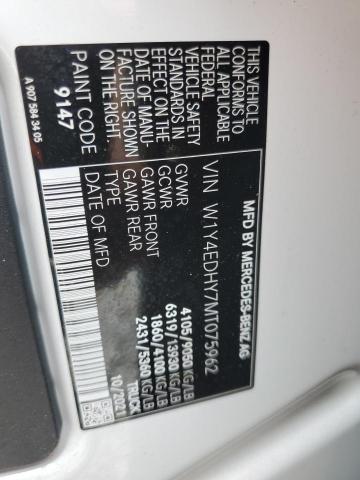 MFD BY MERCEDES-BENZ AG
VIN W1Y4EDHY7MT075962
GVWR 4105/9050 KG/LB
GCWR 6319/13930 KG/LB
GAWR FRONT 1860/4100 KG/LB
GAWR REAR 2431/5360 KG/LB
TYPE TRUCK
DATE OF MFD 10/2021
THIS VEHICLE
CONFORMS TO
ALL APPLICABLE
FEDERAL
VEHICLE SAFETY
STANDARDS IN
EFFECT ON THE
DATE OF MANU-
FACTURE SHOWN
ON THE RIGHT
PAINT CODE
9147
A 907 584 34 05